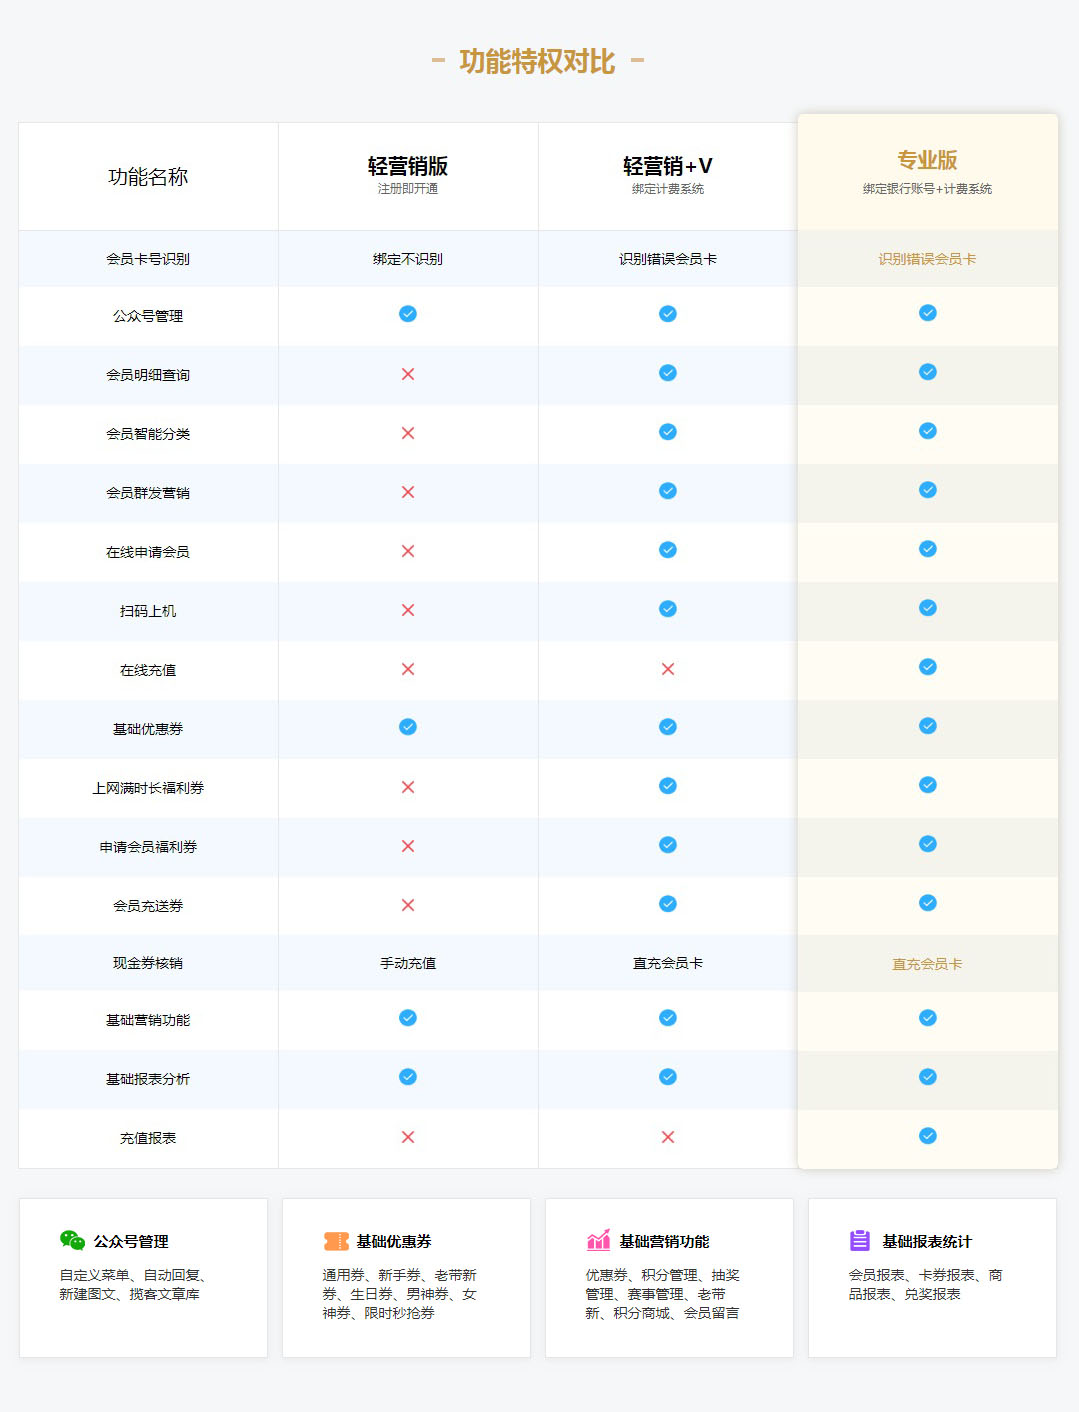 功能特权对比
功能名称
轻营销版
注册即开通
轻营销+V
绑定计费系统
专业版
绑定银行账号+计费系统
会员卡号识别
绑定不识别
识别错误会员卡
识别错误会员卡
公众号管理
会员明细查询
会员智能分类
会员群发营销
在线申请会员
扫码上机
在线充值
基础优惠券
上网满时长福利券
申请会员福利券
会员充送券
现金券核销
手动充值
直充会员卡
直充会员卡
基础营销功能
基础报表分析
充值报表
公众号管理
自定义菜单、自动回复、
新建图文、揽客文章库
基础优惠券
通用券、新手券、老带新
券、生日券、男神券、女
神券、限时秒抢券
基础营销功能
优惠券、积分管理、抽奖
管理、赛事管理、老带
新、积分商城、会员留言
基础报表统计
会员报表、卡券报表、商
品报表、兑奖报表